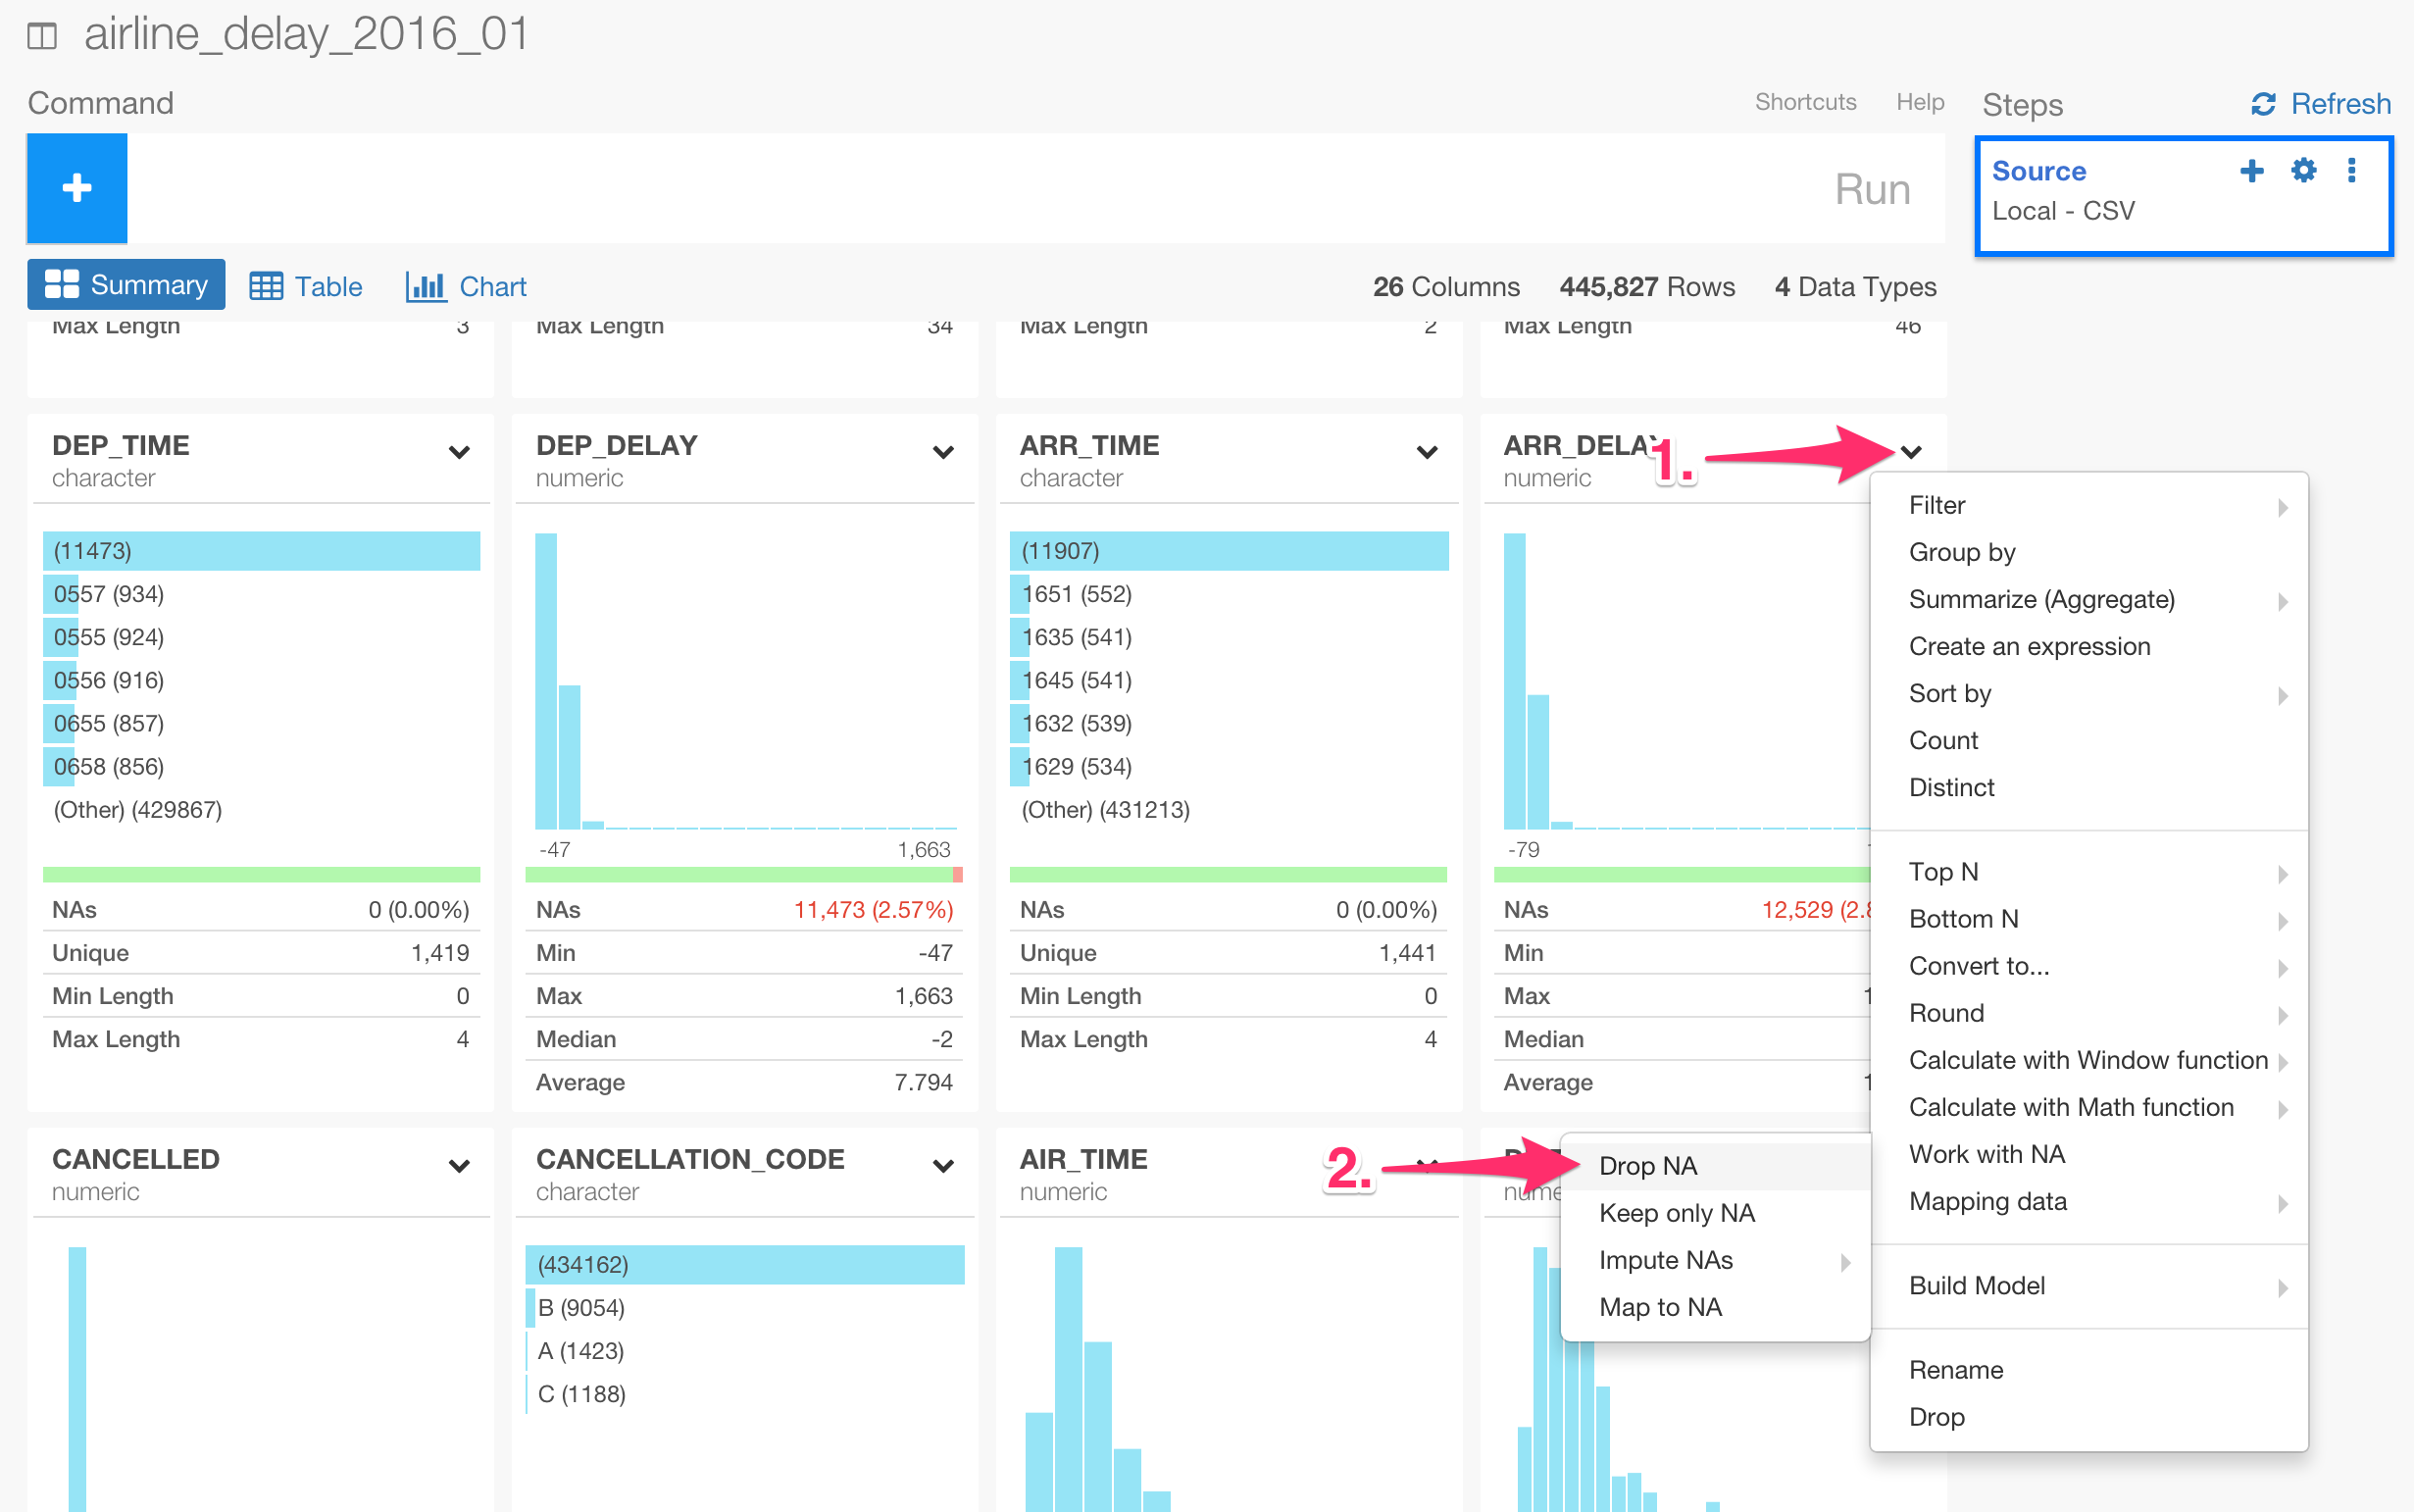 airline_delay_2016_01
Command
Shortcuts
Help
Steps
Refresh
Run
Source
Local - CSV
Summary
Table
Chart
26 Columns
445,827 Rows
4 Data Types
Max Length 3
Max Length 34
Max Length 2
Max Length 46
DEP_TIME
character
(11473)
0557 (934)
0555 (924)
0556 (916)
0655 (857)
0658 (856)
(Other) (429867)
NAs 0 (0.00%)
Unique 1,419
Min Length 0
Max Length 4
DEP_DELAY
numeric
-47 1,663
NAs 11,473 (2.57%)
Min -47
Max 1,663
Median -2
Average 7.794
ARR_TIME
character
(11907)
1651 (552)
1635 (541)
1645 (541)
1632 (539)
1629 (534)
(Other) (431213)
NAs 0 (0.00%)
Unique 1,441
Min Length 0
Max Length 4
ARR_DELAY
1.
numeric
-79
NAs 12,529
Min
Max
Median
Average
Filter
Group by
Summarize (Aggregate)
Create an expression
Sort by
Count
Distinct
Top N
Bottom N
Convert to...
Round
Calculate with Window function
Calculate with Math function
Work with NA
Mapping data
Build Model
Rename
Drop
CANCELLED
numeric
CANCELLATION_CODE
character
(434162)
B (9054)
A (1423)
C (1188)
AIR_TIME
numeric
2.
Drop NA
Keep only NA
Impute NAs
Map to NA